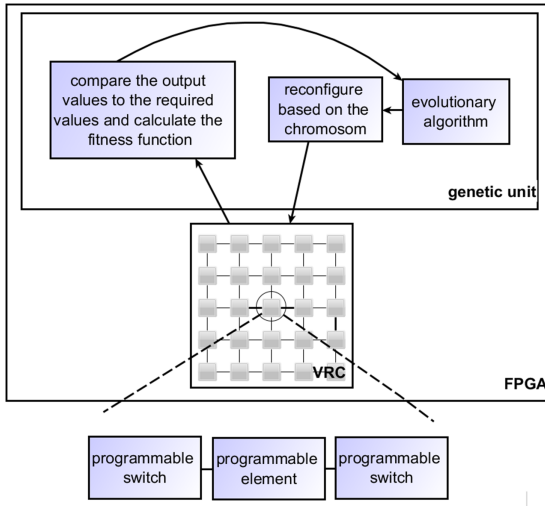 compare the output
values to the required
values and calculate the
fitness function
reconfigure
based on the
chromosom
evolutionary
algorithm
genetic unit
VRC
FPGA
programmable
switch
programmable
element
programmable
switch